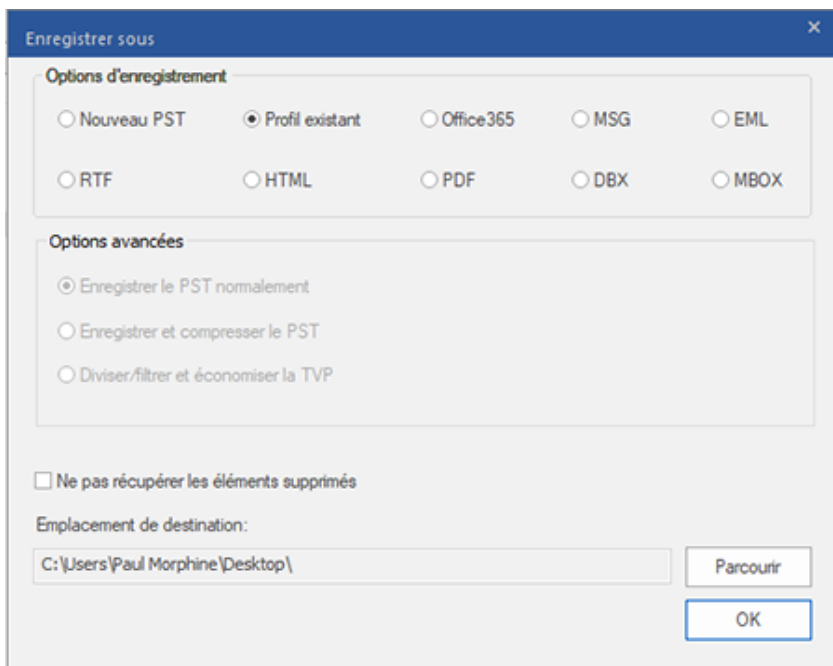 Enregistrer sous
Options d'enregistrement
Nouveau PST Profil existant Office365 MSG EML
RTF HTML PDF DBX MBOX
Options avancées
Enregistrer le PST normalement
Enregistrer et compresser le PST
Diviser/filtrer et économiser la TVP
Ne pas récupérer les éléments supprimés
Emplacement de destination:
C:\Users\Paul Morphine\Desktop\ Parcourir
OK